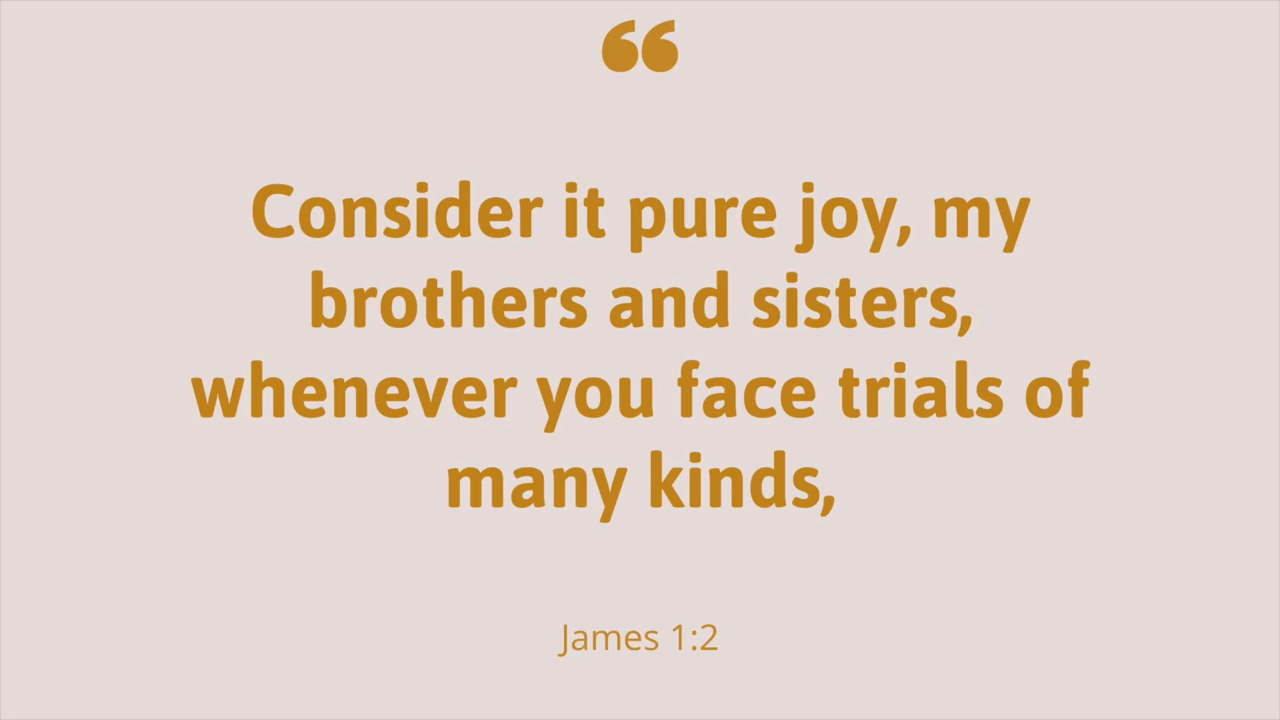 “
Consider it pure joy, my
brothers and sisters,
whenever you face trials of
many kinds,
James 1:2